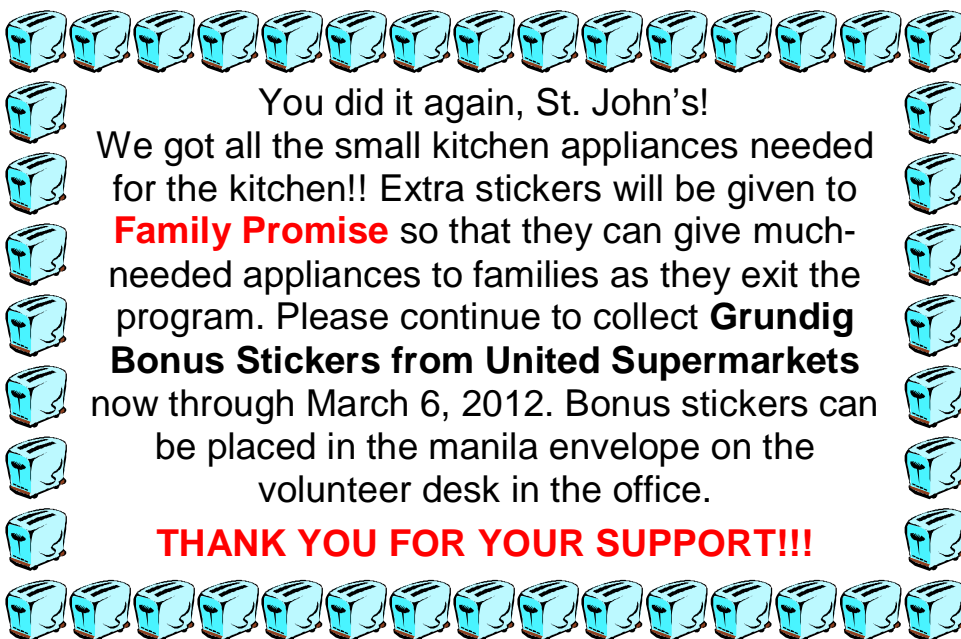 You did it again, St. John’s!
We got all the small kitchen appliances needed
for the kitchen!! Extra stickers will be given to
Family Promise so that they can give much-
needed appliances to families as they exit the
program. Please continue to collect Grundig
Bonus Stickers from United Supermarkets
now through March 6, 2012. Bonus stickers can
be placed in the manila envelope on the
volunteer desk in the office.
THANK YOU FOR YOUR SUPPORT!!!